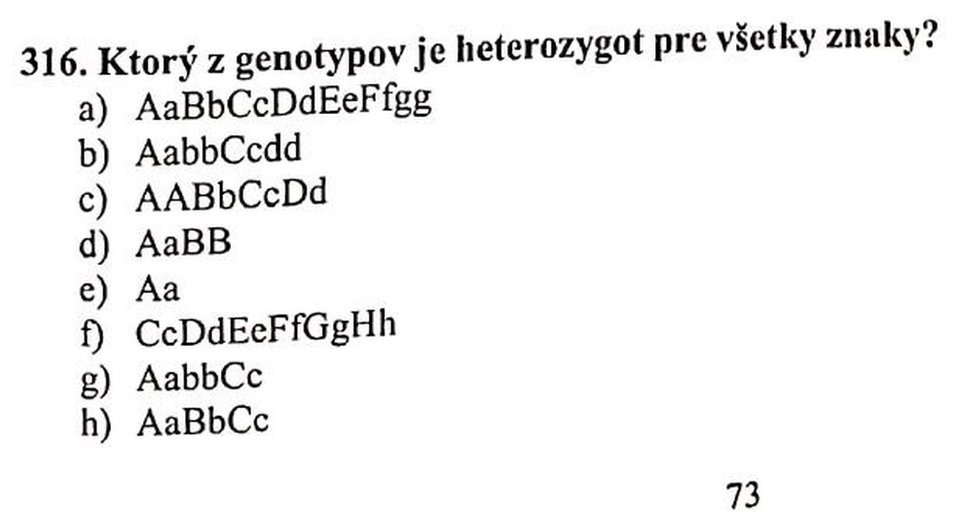 316. Ktorý z genotypov je heterozygot pre všetky znaky?
a) AaBbCcDdEeFfgg
b) AabbCcdd
c) AABbCcDd
d) AaBB
e) Aa
f) CcDdEeFfGgHh
g) AabbCc
h) AaBbCc
73